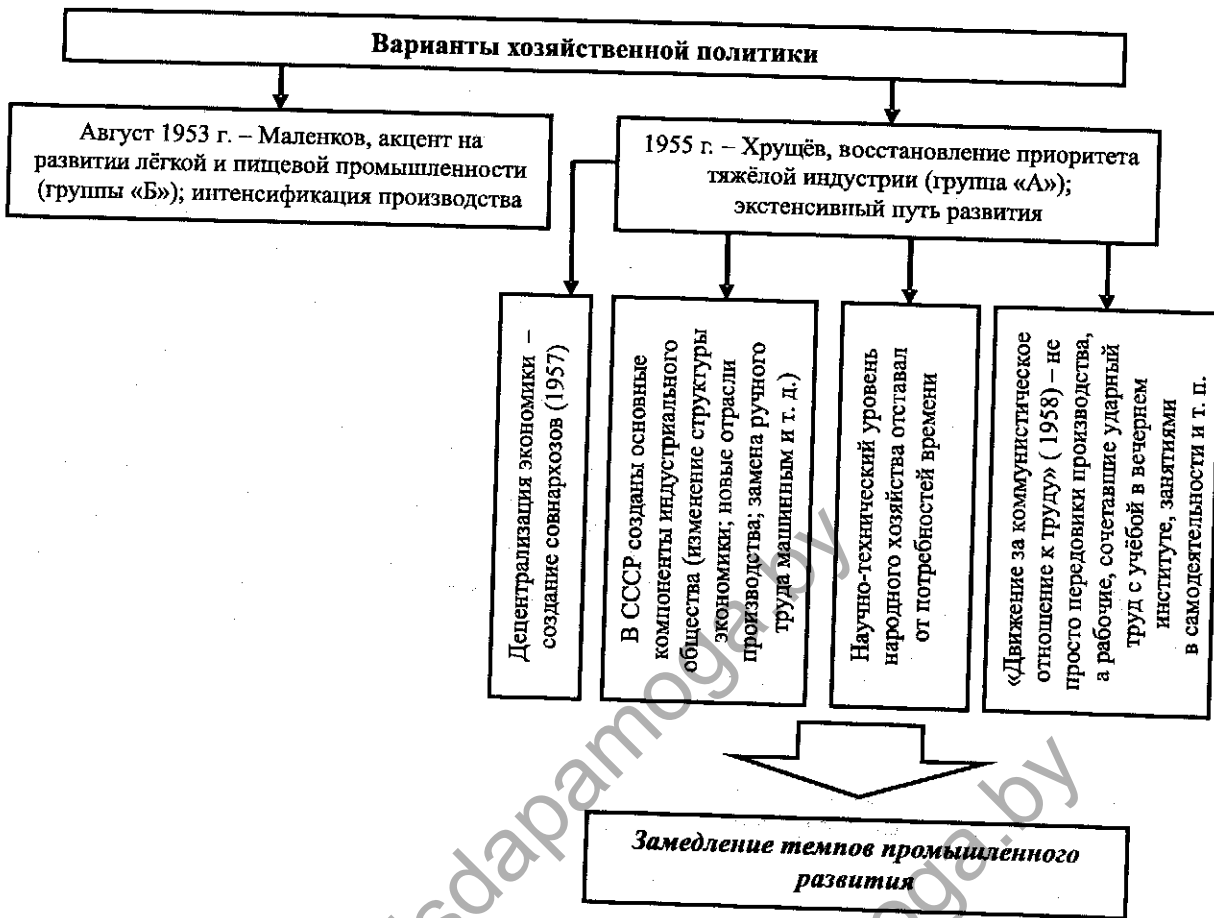 Варианты хозяйственной политики
Август 1953 г. – Маленков, акцент на
развитии лёгкой и пищевой промышленности
(группы «Б»); интенсификация производства
1955 г. – Хрущёв, восстановление приоритета
тяжёлой индустрии (группа «А»);
экстенсивный путь развития
Децентрализация экономики –
создание совнархозов (1957)
В СССР созданы основные
компоненты индустриального
общества (изменение структуры
экономики; новые отрасли
производства; замена ручного
труда машинным и т. д.)
Научно-технический уровень
народного хозяйства отставал
от потребностей времени
«Движение за коммунистическое
отношение к труду» ( 1958) – не
просто передовики производства,
а рабочие, сочетавшие ударный
труд с учёбой в вечернем
институте, занятиями
в самодеятельности и т. п.
Замедление темпов промышленного
развития
sdapamoga.by
moga.by